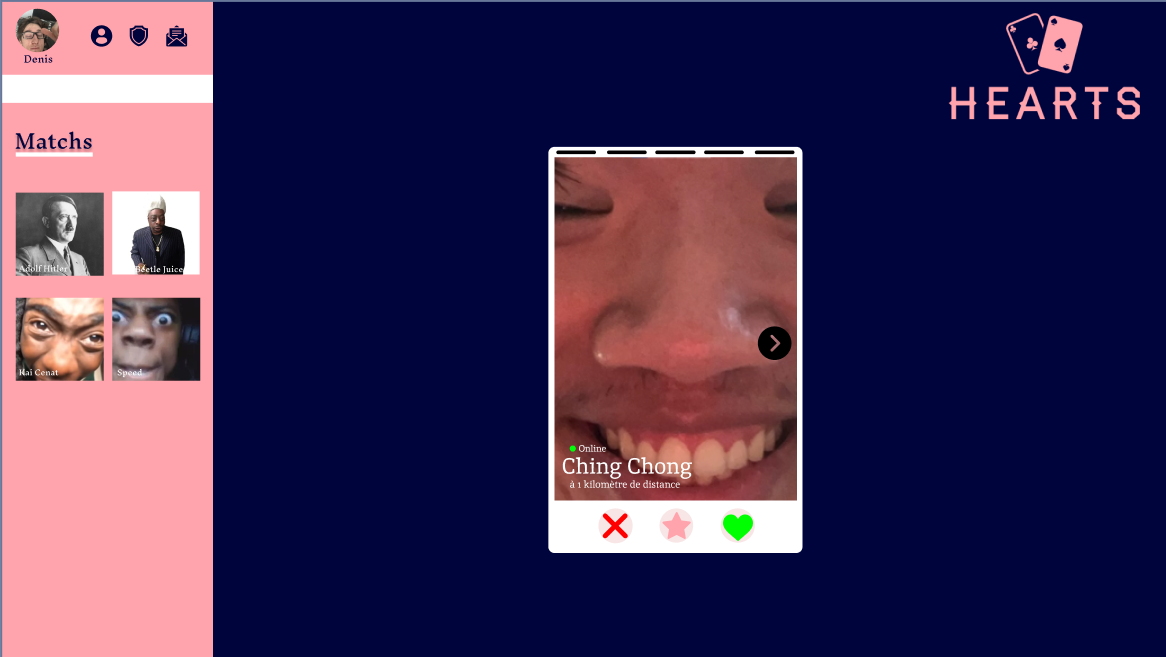 Denis
HEARTS
Matchs
Adolf Hitler
Beetle Juice
Kai Cenat
Speed
Online
Ching Chong
à 1 kilomètre de distance